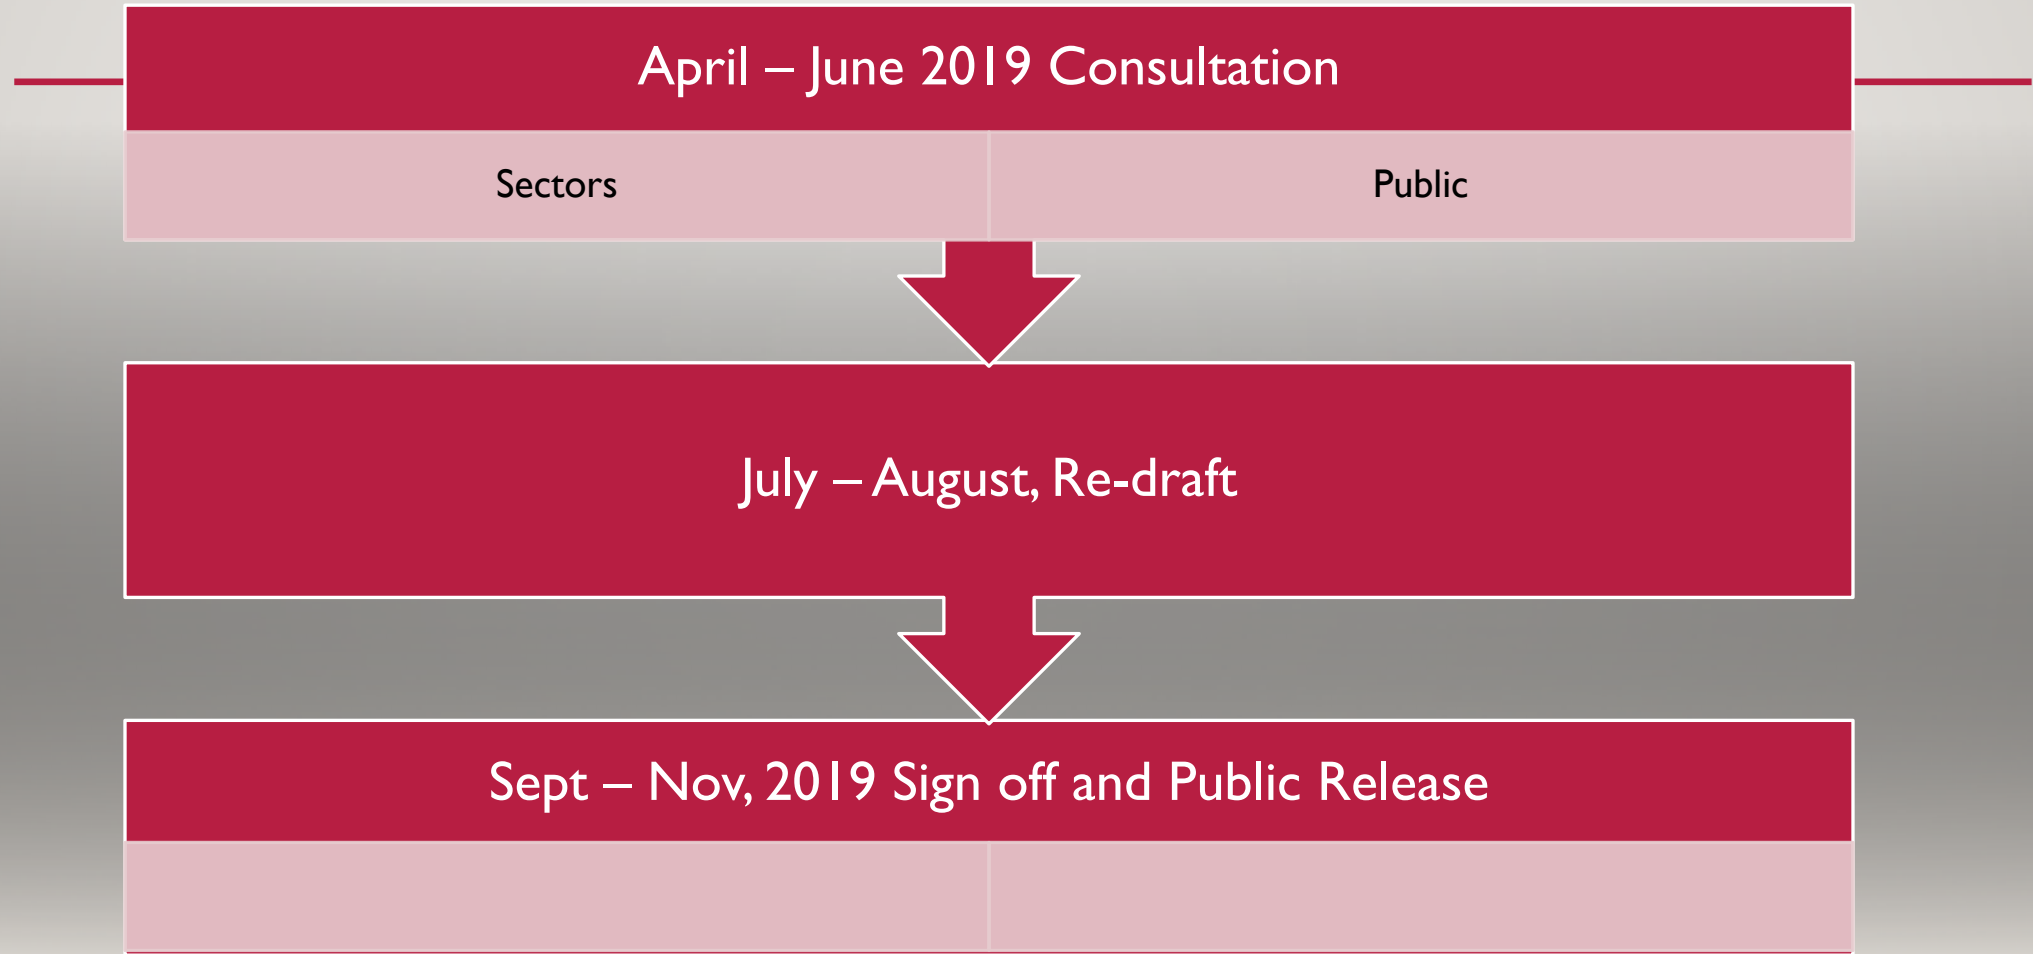 April – June 2019 Consultation
Sectors
Public
July – August, Re-draft
Sept – Nov, 2019 Sign off and Public Release